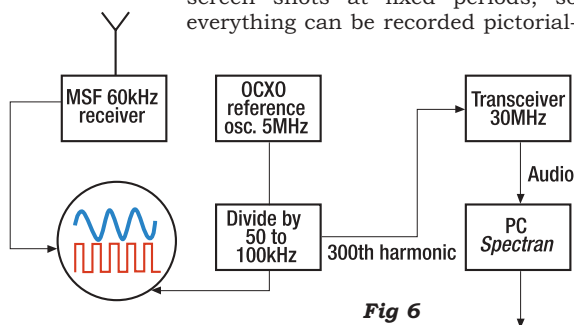 screen shots at fixed periods, so
everything can be recorded pictorial-
MSF 60kHz
receiver
OCXO
reference
osc. 5MHz
Transceiver
30MHz
Audio
Divide by
50 to
100kHz
300th harmonic
PC
Spectran
Fig 6